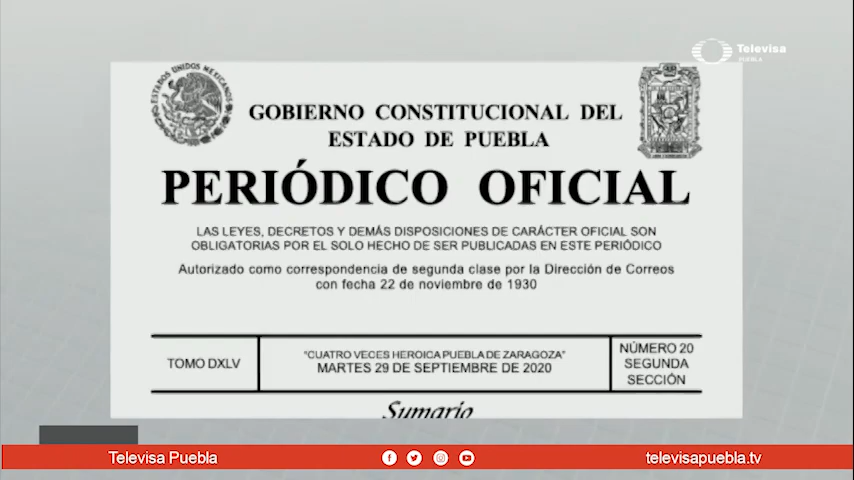 Televisa
PUEBLA
ESTADOS UNIDOS MEXICANOS
GOBIERNO CONSTITUCIONAL DEL
ESTADO DE PUEBLA
PERIÓDICO OFICIAL
LAS LEYES, DECRETOS Y DEMÁS DISPOSICIONES DE CARÁCTER OFICIAL SON
OBLIGATORIAS POR EL SOLO HECHO DE SER PUBLICADAS EN ESTE PERIÓDICO
Autorizado como correspondencia de segunda clase por la Dirección de Correos
con fecha 22 de noviembre de 1930
TOMO DXLV
"CUATRO VECES HEROICA PUEBLA DE ZARAGOZA"
MARTES 29 DE SEPTIEMBRE DE 2020
NÚMERO 20
SEGUNDA
SECCIÓN
Sumario
Televisa Puebla
televisapuebla.tv